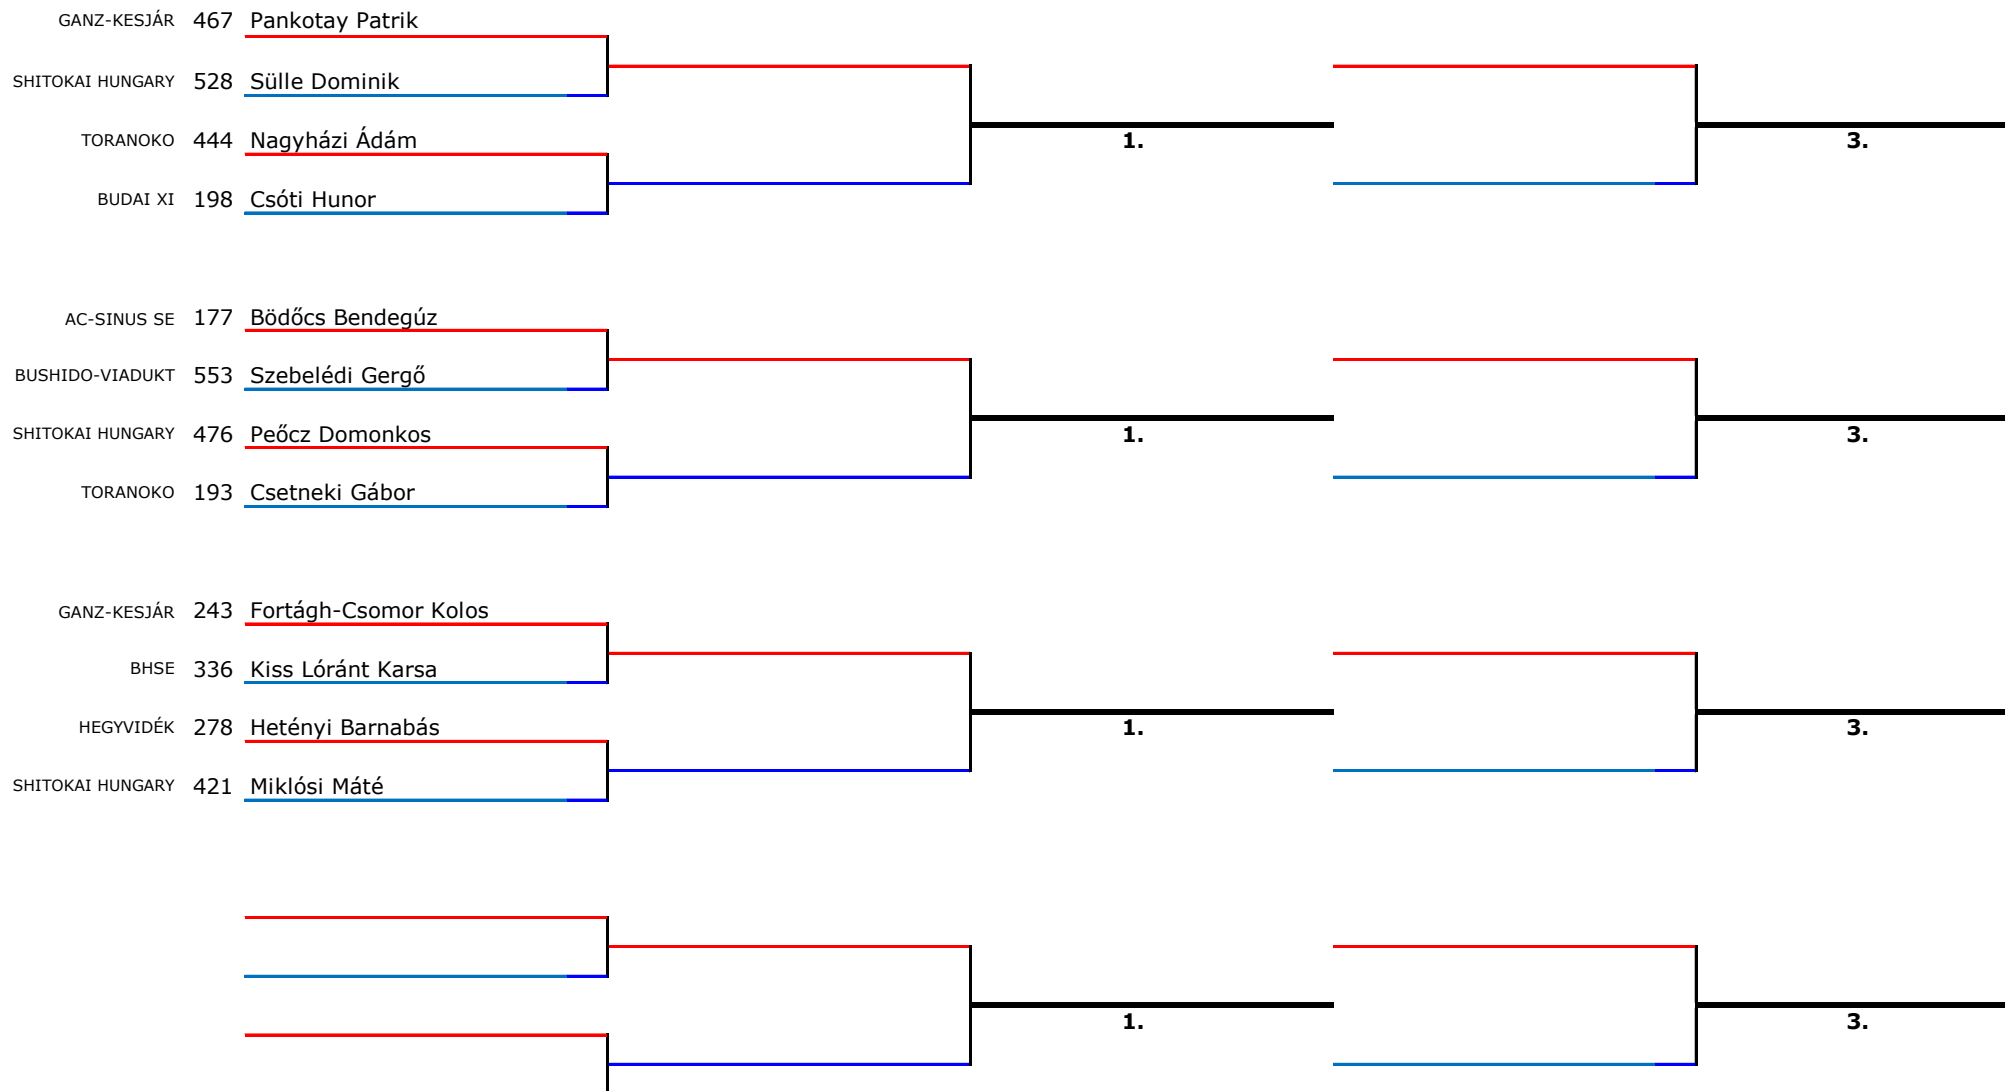 GANZ-KESJÁR 467 Pankotay Patrik
SHITOKAI HUNGARY 528 Sülle Dominik
1. 3.
TORANOKO 444 Nagyházi Ádám
BUDAI XI 198 Csóti Hunor
AC-SINUS SE 177 Bödőcs Bendegúz
BUSHIDO-VIADUKT 553 Szebelédi Gergő
SHITOKAI HUNGARY 476 Peőcz Domonkos
1. 3.
TORANOKO 193 Csetneki Gábor
GANZ-KESJÁR 243 Fortágh-Csomor Kolos
BHSE 336 Kiss Lóránt Karsa
HEGYVIDÉK 278 Hetényi Barnabás
1. 3.
SHITOKAI HUNGARY 421 Miklósi Máté
1. 3.